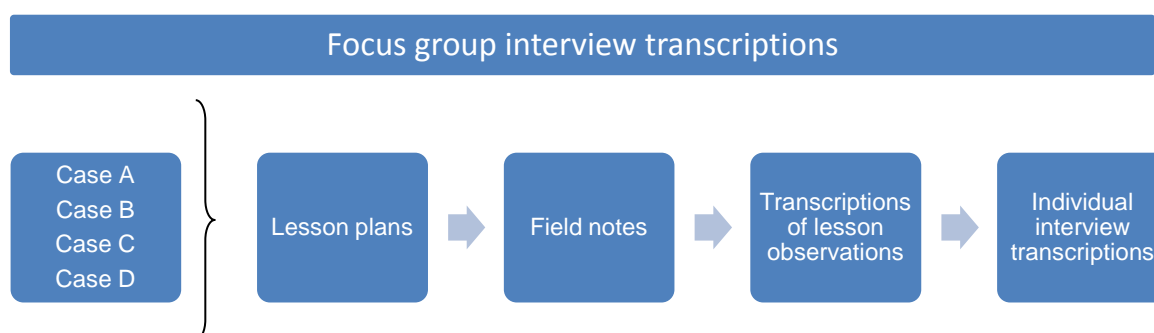 Focus group interview transcriptions
Case A
Case B
Case C
Case D
Lesson plans
Field notes
Transcriptions
of lesson
observations
Individual
interview
transcriptions